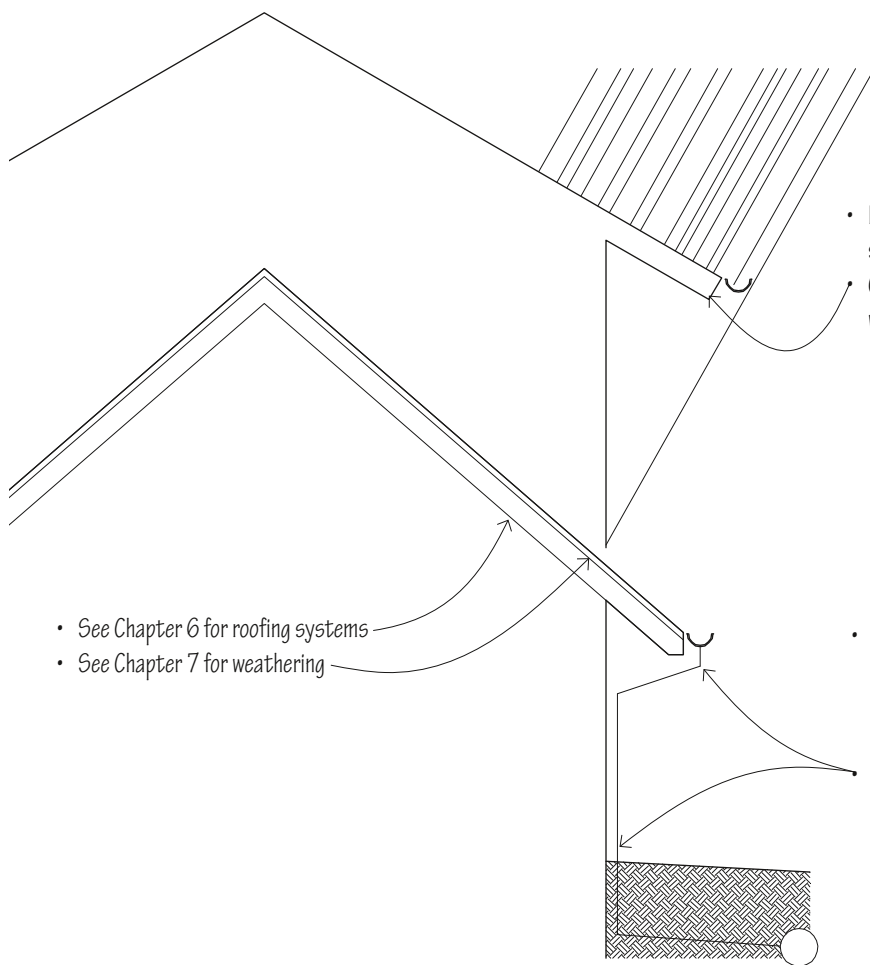 • See Chapter 6 for roofing systems
• See Chapter 7 for weathering